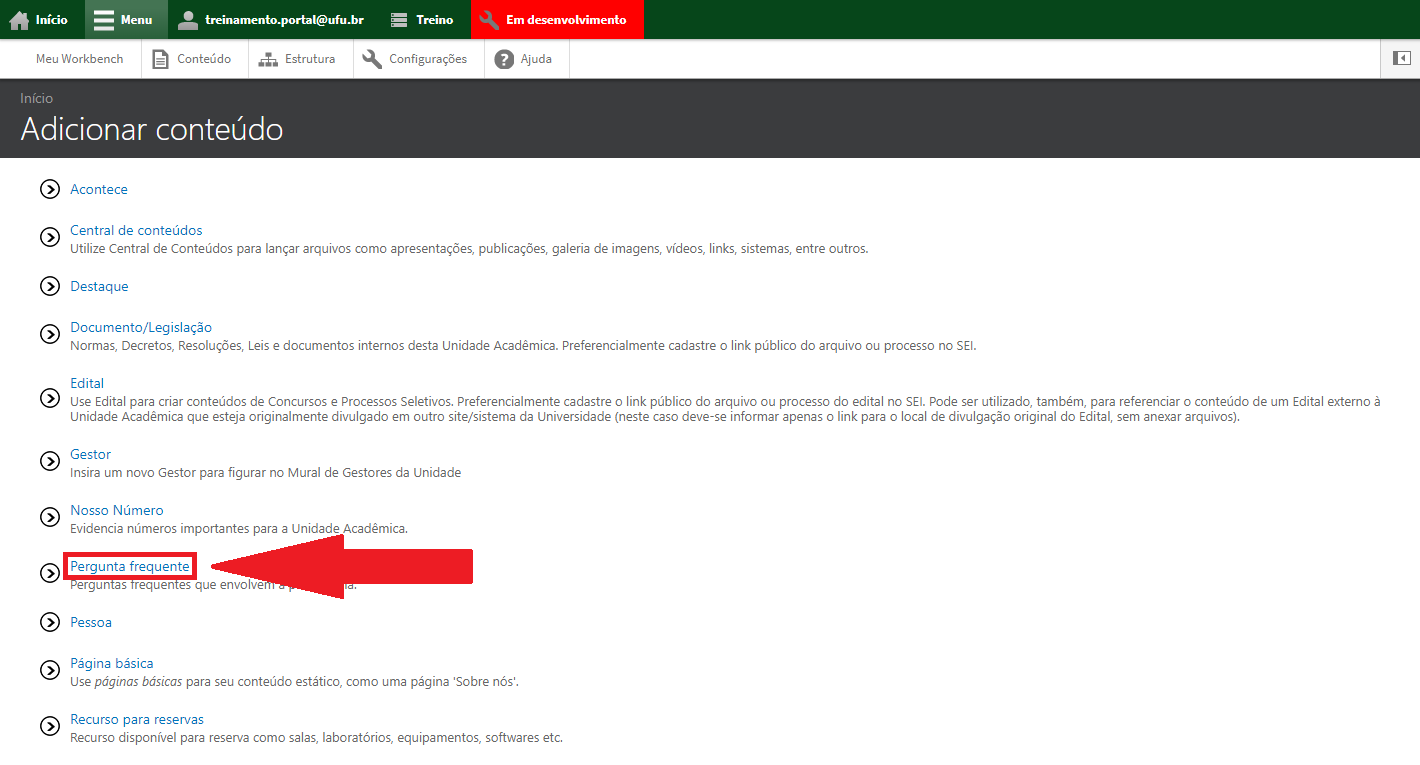 Início Menu treinamento.portal@ufu.br Treino Em desenvolvimento
Meu Workbench Conteúdo Estrutura Configurações Ajuda
Início
Adicionar conteúdo
Acontece
Central de conteúdos
Utilize Central de Conteúdos para lançar arquivos como apresentações, publicações, galeria de imagens, vídeos, links, sistemas, entre outros.
Destaque
Documento/Legislação
Normas, Decretos, Resoluções, Leis e documentos internos desta Unidade Acadêmica. Preferencialmente cadastre o link público do arquivo ou processo no SEI.
Edital
Use Edital para criar conteúdos de Concursos e Processos Seletivos. Preferencialmente cadastre o link público do arquivo ou processo do edital no SEI. Pode ser utilizado, também, para referenciar o conteúdo de um Edital externo à
Unidade Acadêmica que esteja originalmente divulgado em outro site/sistema da Universidade (neste caso deve-se informar apenas o link para o local de divulgação original do Edital, sem anexar arquivos).
Gestor
Insira um novo Gestor para figurar no Mural de Gestores da Unidade
Nosso Número
Evidencia números importantes para a Unidade Acadêmica.
Pergunta frequente
Perguntas frequentes que envolvem a
Pessoa
Página básica
Use páginas básicas para seu conteúdo estático, como uma página 'Sobre nós'.
Recurso para reservas
Recurso disponível para reserva como salas, laboratórios, equipamentos, softwares etc.